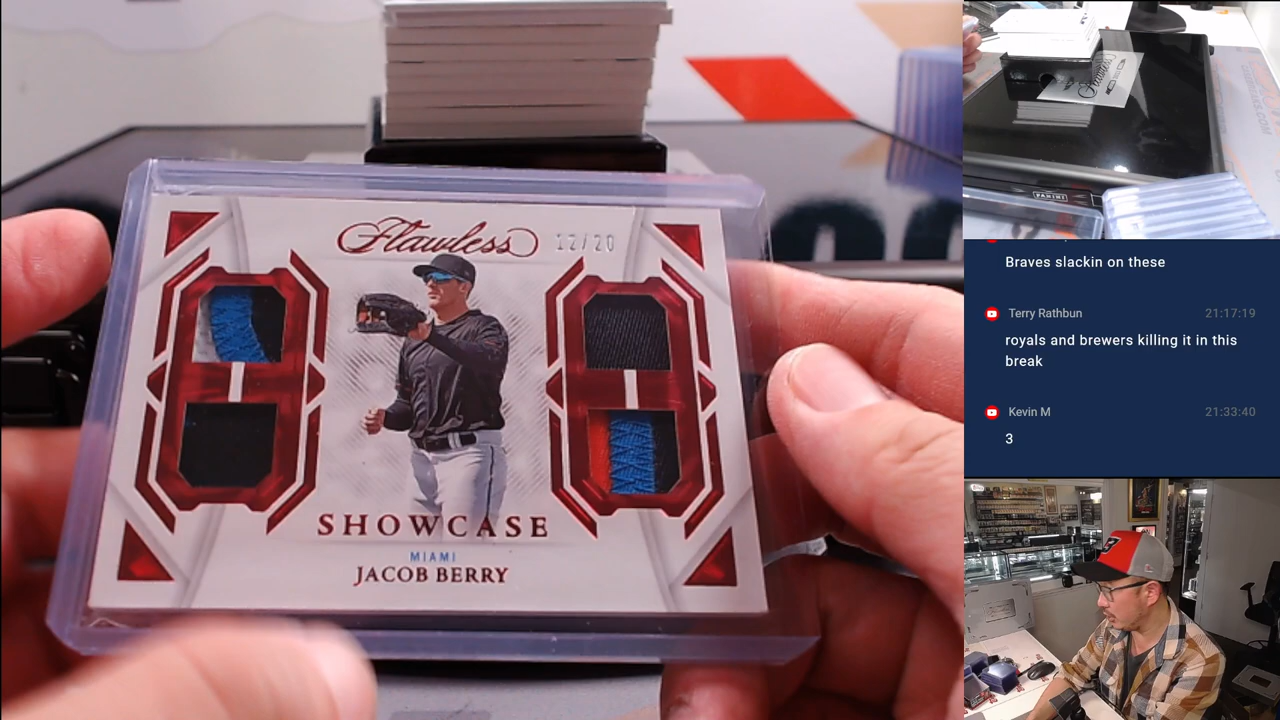 Flawless
12/20
SHOWCASE
MIAMI
JACOB BERRY
Flawless
PANINI
Braves slackin on these
Terry Rathbun 21:17:19
royals and brewers killing it in this
break
Kevin M 21:33:40
3